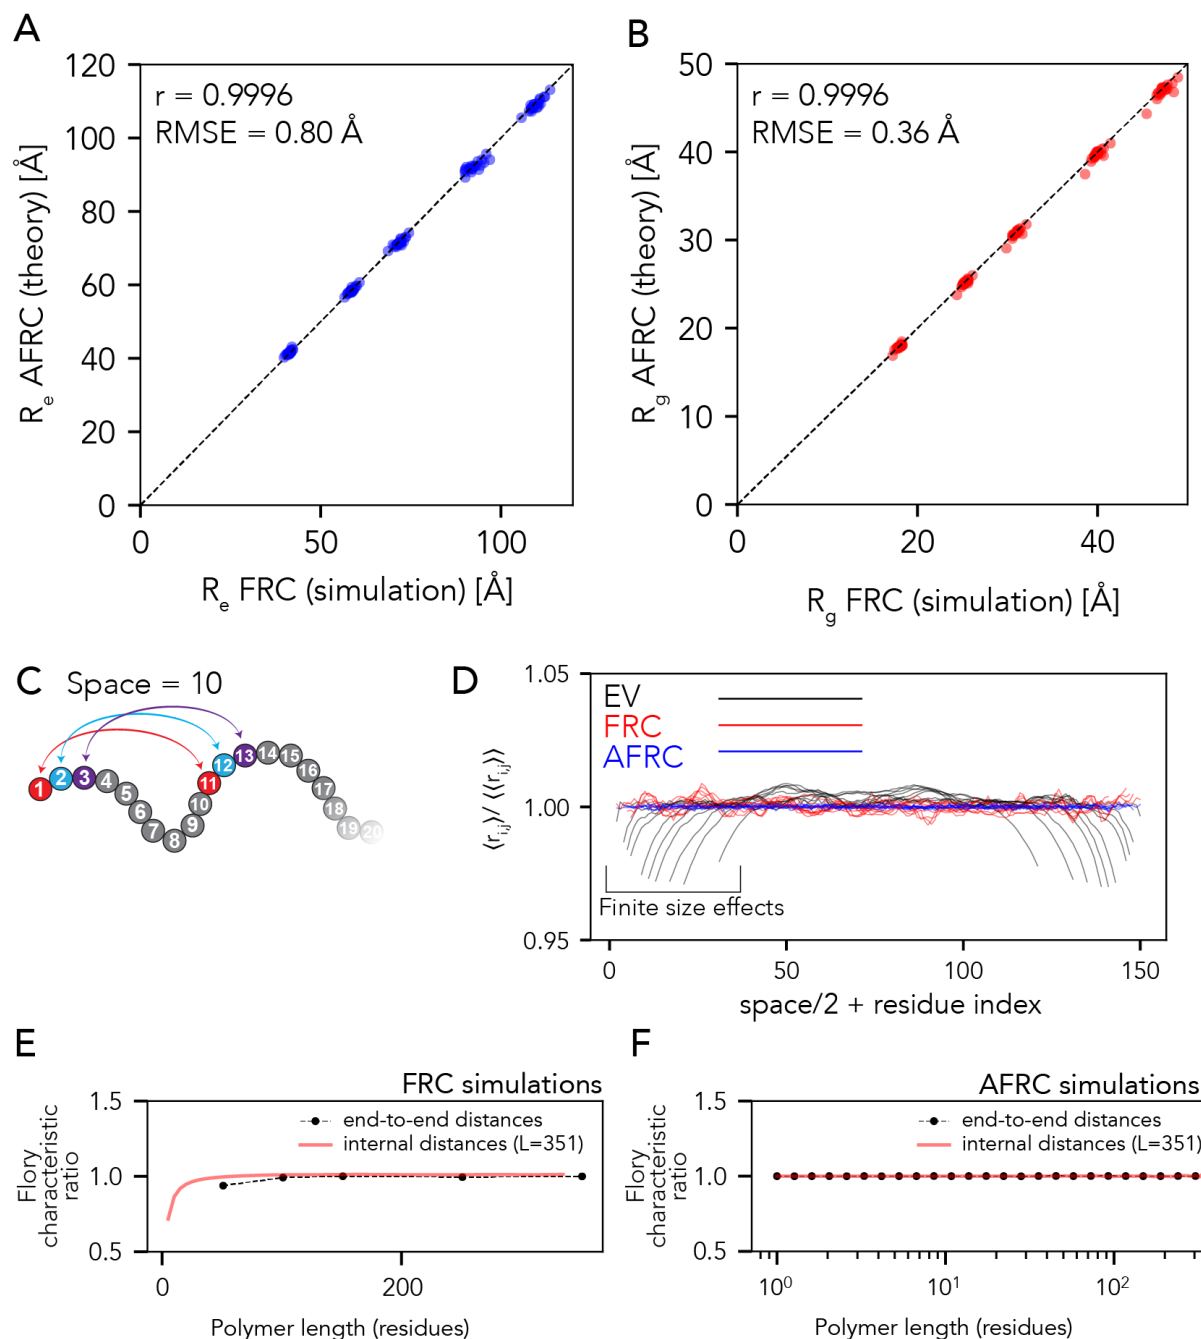 A
r = 0.9996
RMSE = 0.80 Å
120
100
80
60
40
20
0
0
50
100
Re AFRC (theory) [Å]
Re FRC (simulation) [Å]
B
r = 0.9996
RMSE = 0.36 Å
50
40
30
20
10
0
0
20
40
Rg AFRC (theory) [Å]
Rg FRC (simulation) [Å]
C
Space = 10
1
2
3
4
5
6
7
8
9
10
11
12
13
14
15
16
17
18
19
20
D
EV
FRC
AFRC
1.05
1.00
0.95
⟨ri,j⟩ / ⟨⟨ri,j⟩⟩
Finite size effects
0
50
100
150
space/2 + residue index
E
FRC simulations
end-to-end distances
internal distances (L=351)
1.5
1.0
0.5
Flory
characteristic
ratio
0
200
Polymer length (residues)
F
AFRC simulations
end-to-end distances
internal distances (L=351)
1.5
1.0
0.5
Flory
characteristic
ratio
10⁰
10¹
10²
Polymer length (residues)